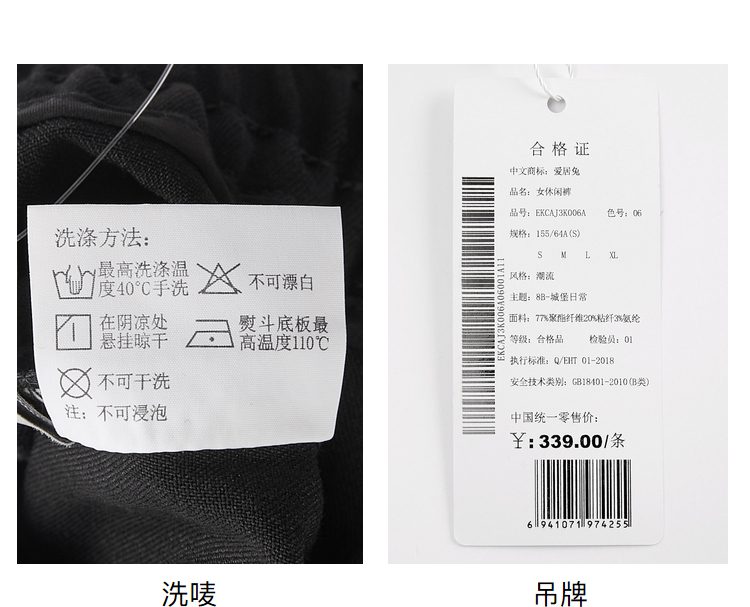 洗涤方法：
最高洗涤温
度40°C手洗
不可漂白
在阴凉处
悬挂晾干
熨斗底板最
高温度110℃
不可干洗
注：不可浸泡
洗唛
合格证
中文商标：爱居兔
品名：女休闲裤
品号：EKCAJ3K006A 色号：06
规格：155/64A(S)
S M L XL
风格：潮流
主题：8B-城堡日常
面料：77%聚酯纤维20%粘纤3%氨纶
等级：合格品 检验员：01
执行标准：Q/EHT 01-2018
安全技术类别：GB18401-2010(B类)
中国统一零售价：
¥:339.00/条
EKCAJ3K006A06001A11
6 941071 974255
吊牌